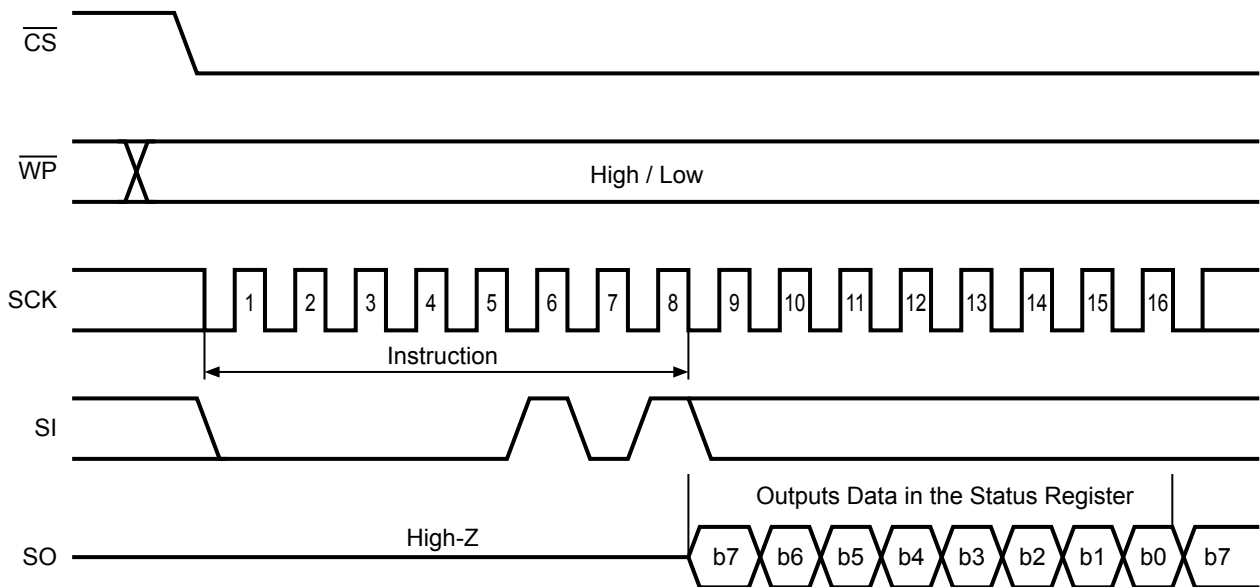 CS
WP
High / Low
SCK
1 2 3 4 5 6 7 8 9 10 11 12 13 14 15 16
Instruction
SI
Outputs Data in the Status Register
High-Z
SO
b7 b6 b5 b4 b3 b2 b1 b0 b7